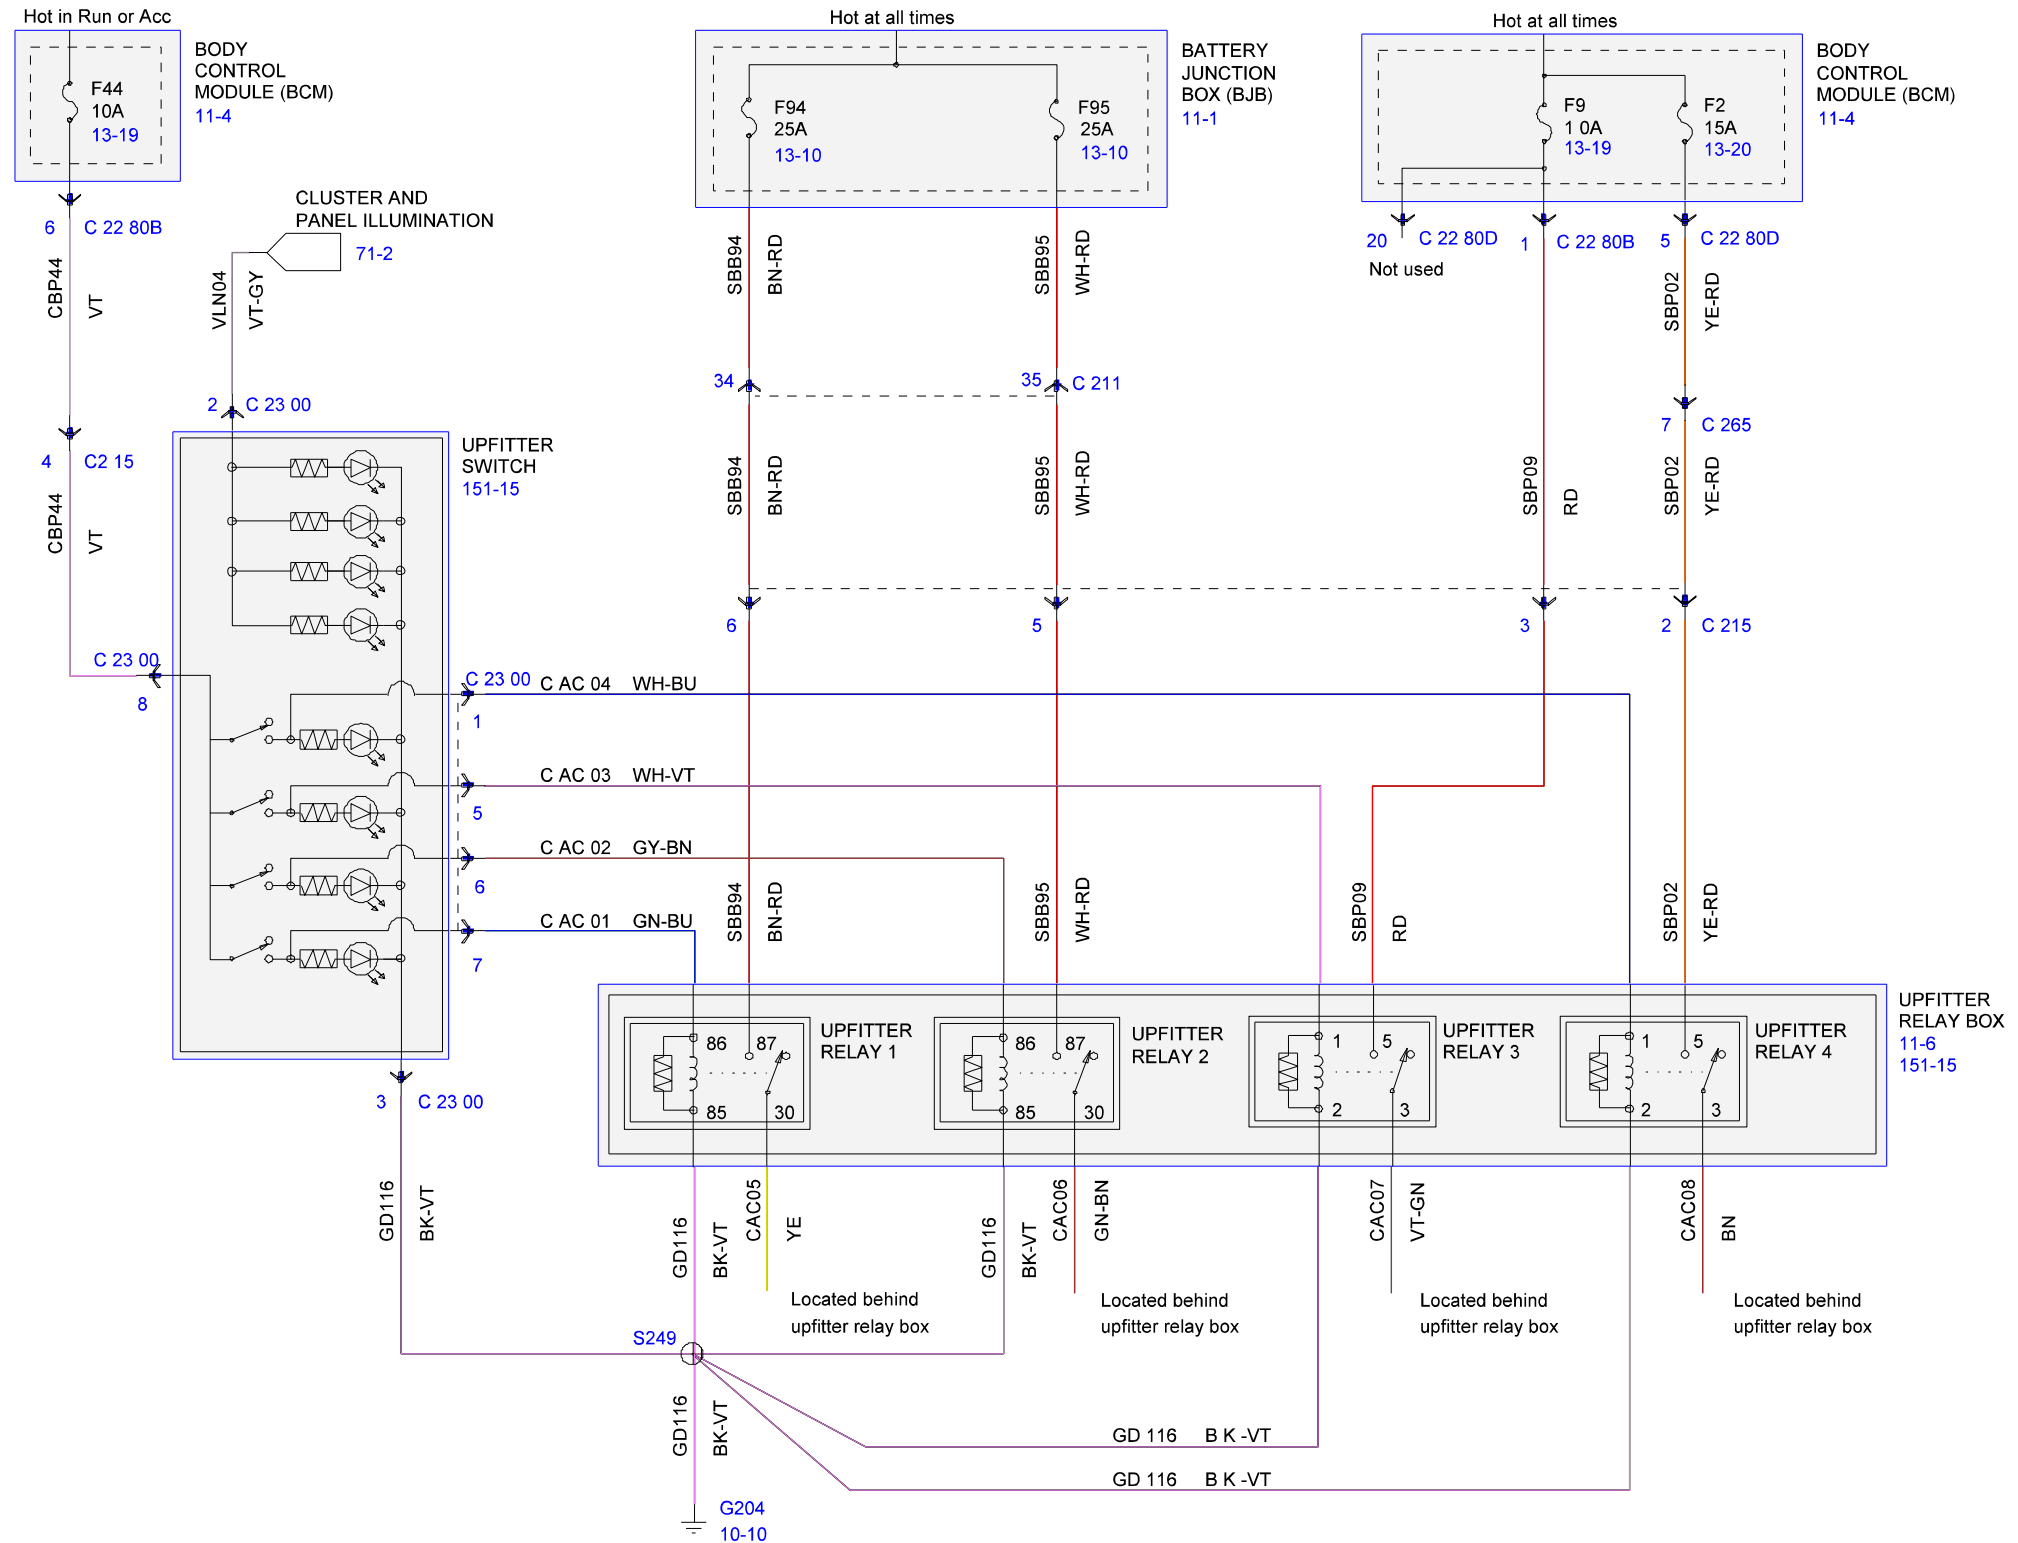 Hot in Run or Acc
BODY
CONTROL
MODULE (BCM)
11-4
F44
10A
13-19
6
C 22 80B
CBP44
VT
4
C2 15
CBP44
VT
C 23 00
8
CLUSTER AND
PANEL ILLUMINATION
71-2
VLN04
VT-GY
2
C 23 00
UPFITTER
SWITCH
151-15
C 23 00
1
5
6
7
C AC 04
WH-BU
C AC 03
WH-VT
C AC 02
GY-BN
C AC 01
GN-BU
3
C 23 00
GD116
BK-VT
Hot at all times
BATTERY
JUNCTION
BOX (BJB)
11-1
F94
25A
13-10
F95
25A
13-10
SBB94
BN-RD
SBB95
WH-RD
34
35
C 211
SBB94
BN-RD
SBB95
WH-RD
6
5
SBB94
BN-RD
SBB95
WH-RD
Hot at all times
BODY
CONTROL
MODULE (BCM)
11-4
F9
1 0A
13-19
F2
15A
13-20
20
C 22 80D
Not used
1
C 22 80B
5
C 22 80D
SBP02
YE-RD
7
C 265
SBP09
RD
SBP02
YE-RD
3
2
C 215
SBP09
RD
SBP02
YE-RD
UPFITTER
RELAY BOX
11-6
151-15
86
87
85
30
UPFITTER
RELAY 1
86
87
85
30
UPFITTER
RELAY 2
1
5
2
3
UPFITTER
RELAY 3
1
5
2
3
UPFITTER
RELAY 4
GD116
BK-VT
CAC05
YE
GD116
BK-VT
CAC06
GN-BN
CAC07
VT-GN
CAC08
BN
Located behind
upfitter relay box
Located behind
upfitter relay box
Located behind
upfitter relay box
Located behind
upfitter relay box
S249
GD116
BK-VT
GD 116
B K -VT
GD 116
B K -VT
G204
10-10